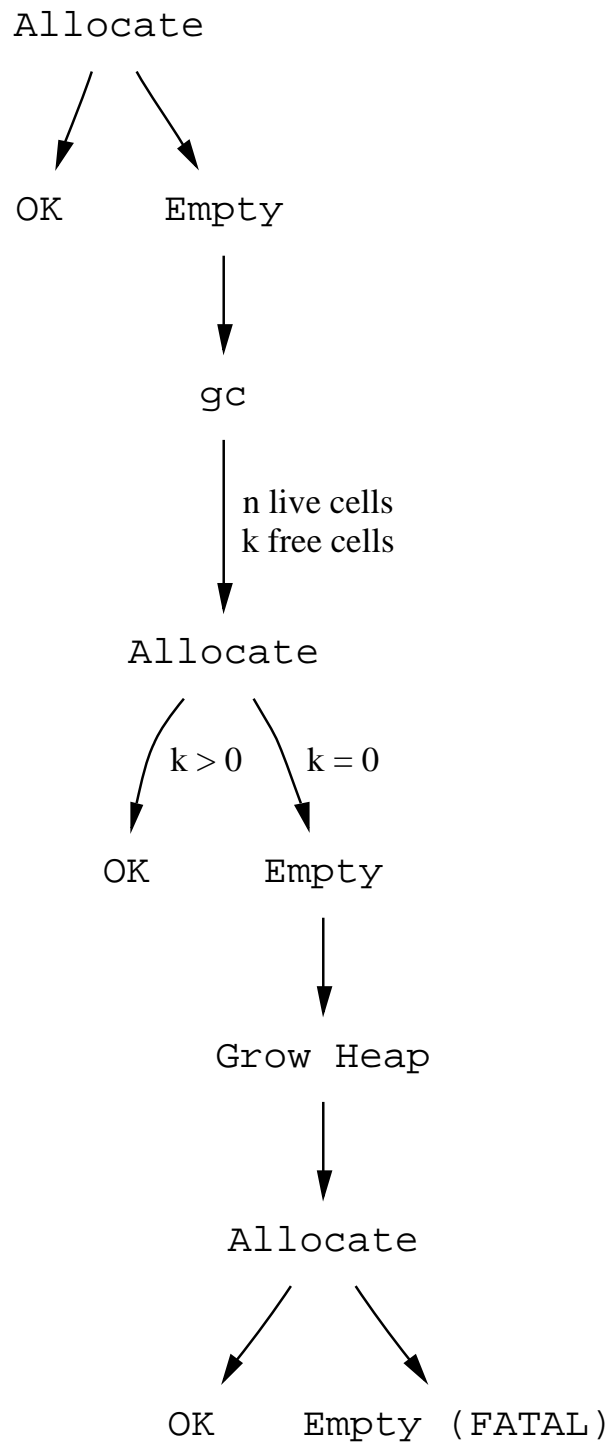 Allocate
OK Empty
gc
n live cells
k free cells
Allocate
k > 0 k = 0
OK Empty
Grow Heap
Allocate
OK Empty (FATAL)